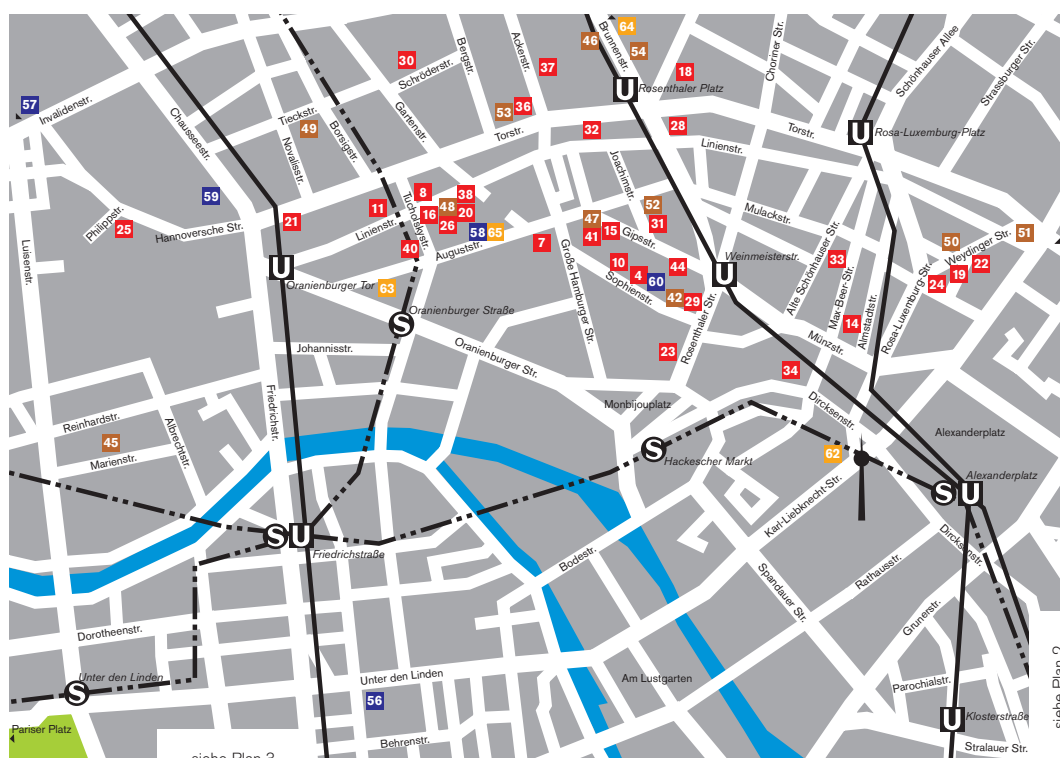 46
64
Brunnenstr.
54
Bergstr.
Ackerstr.
Choriner Str.
Schönhauser Allee
Strassburger Str.
30
Schröderstr.
37
18
U
Rosenthaler Platz
57
Invalidenstr.
Chausseestr.
Tieckstr.
49
Borsigstr.
Novalisstr.
Gartenstr.
53
36
Torstr.
32
28
Linienstr.
Torstr.
U
Rosa-Luxemburg-Platz
Joachimstr.
59
Philippstr.
25
Hannoversche Str.
21
11
Linienstr.
8
Tucholskystr.
16
48
38
20
26
40
58
65
Auguststr.
7
47
41
15
Gipsstr.
52
31
Mulackstr.
Alte Schönhauser Str.
33
Max-Beer-Str.
50
51
Weydinger Str.
22
19
24
Luisenstr.
U
Oranienburger Tor
63
Große Hamburger Str.
10
4
60
44
Sophienstr.
42
29
U
Weinmeisterstr.
Rosenthaler Str.
14
Almstadtstr.
Rosa-Luxemburg-Str.
S
Oranienburger Straße
Johannisstr.
Oranienburger Str.
23
34
Münzstr.
Friedrichstr.
Monbijouplatz
Dircksenstr.
Reinhardstr.
45
Marienstr.
Albrechtstr.
S
Hackescher Markt
62
Alexanderplatz
Alexanderplatz
S
U
Karl-Liebknecht-Str.
S
U
Friedrichstraße
Bodestr.
Spandauer Str.
Rathausstr.
Dircksenstr.
Grunerstr.
Dorotheenstr.
Unter den Linden
S
Unter den Linden
56
Am Lustgarten
Parochialstr.
U
Klosterstraße
Pariser Platz
Behrenstr.
Stralauer Str.
siehe Plan 3
siehe Plan 2